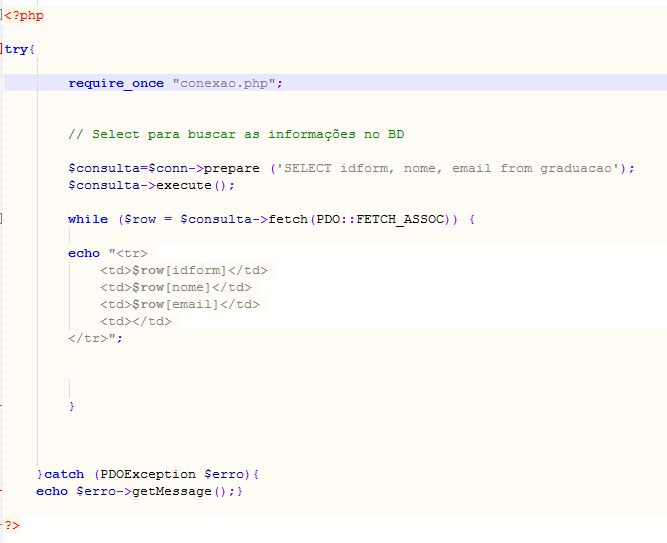 <?php
try{
require_once "conexao.php";
// Select para buscar as informações no BD
$consulta=$conn->prepare ('SELECT idform, nome, email from graduacao');
$consulta->execute();
while ($row = $consulta->fetch(PDO::FETCH_ASSOC)) {
echo "<tr>
<td>$row[idform]</td>
<td>$row[nome]</td>
<td>$row[email]</td>
<td></td>
</tr>";
}
}catch (PDOException $erro){
echo $erro->getMessage();}
?>